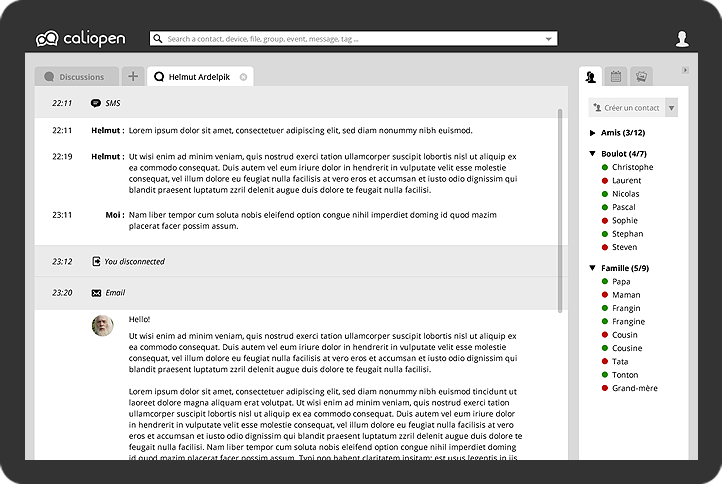 caliopen
Search a contact, device, file, group, event, message, tag ...
Discussions
Helmut Ardelpik
22:11 SMS
22:11 Helmut : Lorem ipsum dolor sit amet, consectetuer adipiscing elit, sed diam nonummy nibh euismod.
22:19 Helmut : Ut wisi enim ad minim veniam, quis nostrud exerci tation ullamcorper suscipit lobortis nisl ut aliquip ex
ea commodo consequat. Duis autem vel eum iriure dolor in hendrerit in vulputate velit esse molestie
consequat, vel illum dolore eu feugiat nulla facilisis at vero eros et accumsan et iusto odio dignissim qui
blandit praesent luptatum zzril delenit augue duis dolore te feugait nulla facilisi.
23:11 Moi : Nam liber tempor cum soluta nobis eleifend option congue nihil imperdiet doming id quod mazim
placerat facer possim assum.
23:12 You disconnected
23:20 Email
Hello!
Ut wisi enim ad minim veniam, quis nostrud exerci tation ullamcorper suscipit lobortis nisl ut aliquip ex
ea commodo consequat. Duis autem vel eum iriure dolor in hendrerit in vulputate velit esse molestie
consequat, vel illum dolore eu feugiat nulla facilisis at vero eros et accumsan et iusto odio dignissim qui
blandit praesent luptatum zzril delenit augue duis dolore te feugait nulla facilisi.
Lorem ipsum dolor sit amet, consectetuer adipiscing elit, sed diam nonummy nibh euismod tincidunt ut
laoreet dolore magna aliquam erat volutpat. Ut wisi enim ad minim veniam, quis nostrud exerci tation
ullamcorper suscipit lobortis nisl ut aliquip ex ea commodo consequat. Duis autem vel eum iriure dolor
in hendrerit in vulputate velit esse molestie consequat, vel illum dolore eu feugiat nulla facilisis at vero
eros et accumsan et iusto odio dignissim qui blandit praesent luptatum zzril delenit augue duis dolore te
feugait nulla facilisi. Nam liber tempor cum soluta nobis eleifend option congue nihil imperdiet doming
id quod mazim placerat facer possim assum. Typi non habent claritatem insitam; est usus legentis in iis
Créer un contact
Amis (3/12)
Boulot (4/7)
Christophe
Laurent
Nicolas
Pascal
Sophie
Stephan
Steven
Famille (5/9)
Papa
Maman
Frangin
Frangine
Cousin
Cousine
Tata
Tonton
Grand-mère